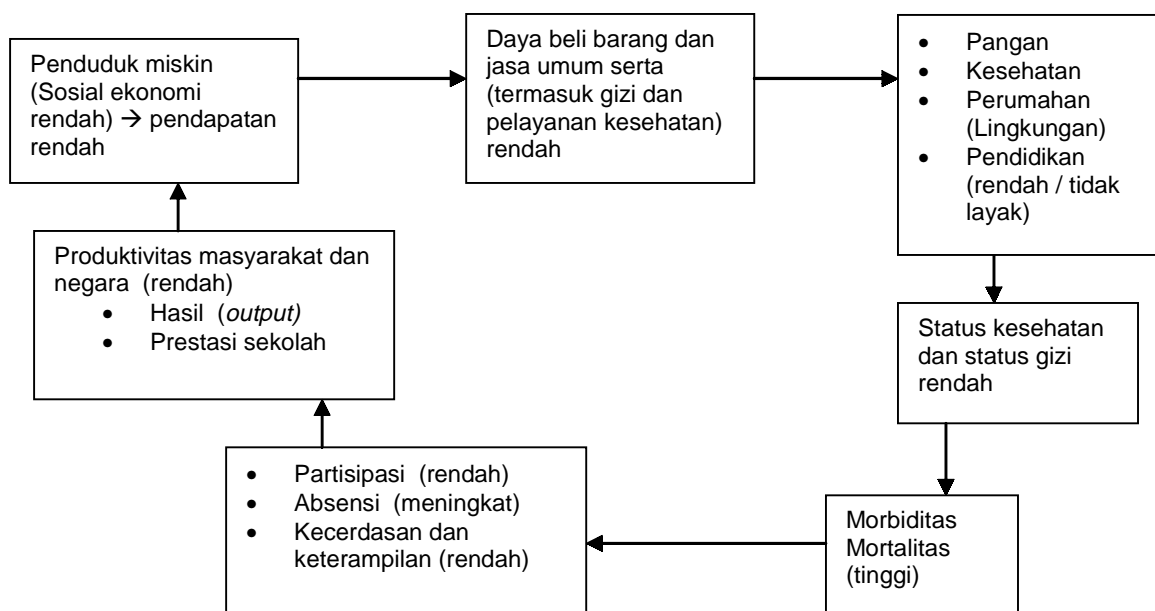 Penduduk miskin
(Sosial ekonomi
rendah) → pendapatan
rendah
Daya beli barang dan
jasa umum serta
(termasuk gizi dan
pelayanan kesehatan)
rendah
• Pangan
• Kesehatan
• Perumahan
(Lingkungan)
• Pendidikan
(rendah / tidak
layak)
Status kesehatan
dan status gizi
rendah
Morbiditas
Mortalitas
(tinggi)
• Partisipasi (rendah)
• Absensi (meningkat)
• Kecerdasan dan
keterampilan (rendah)
Produktivitas masyarakat dan
negara (rendah)
• Hasil (output)
• Prestasi sekolah